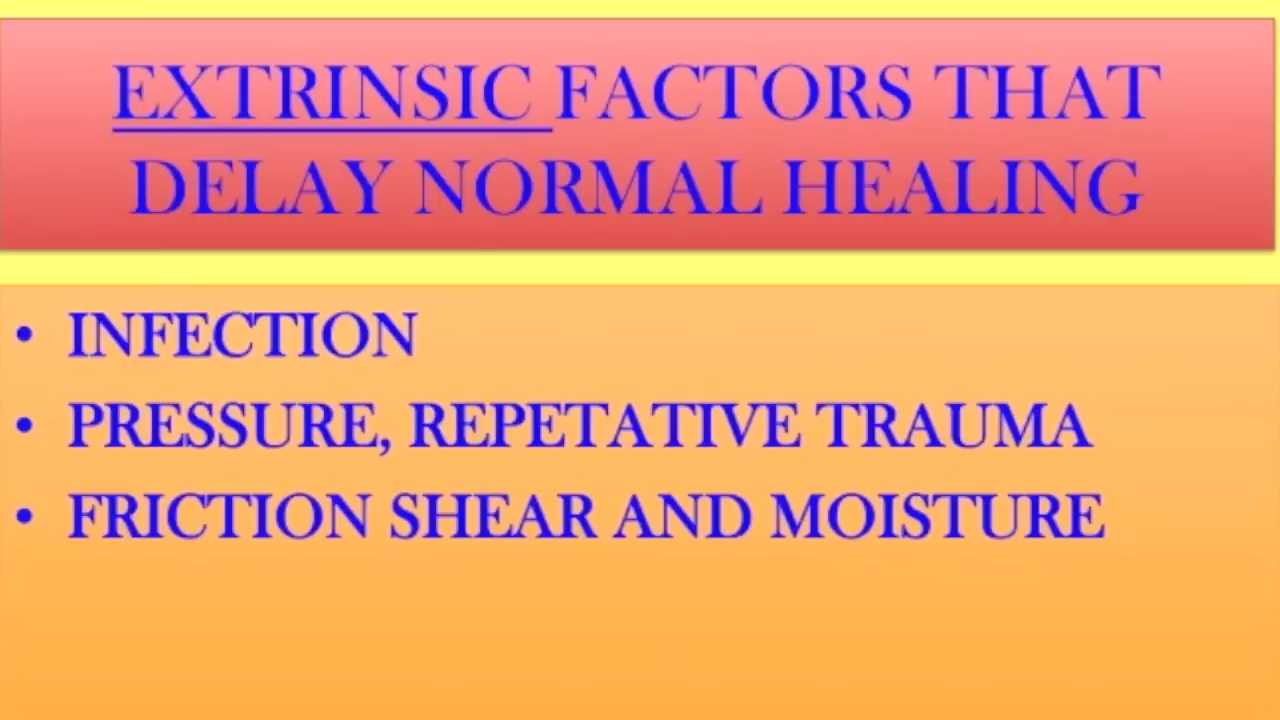 EXTRINSIC FACTORS THAT
DELAY NORMAL HEALING
• INFECTION
• PRESSURE, REPETATIVE TRAUMA
• FRICTION SHEAR AND MOISTURE